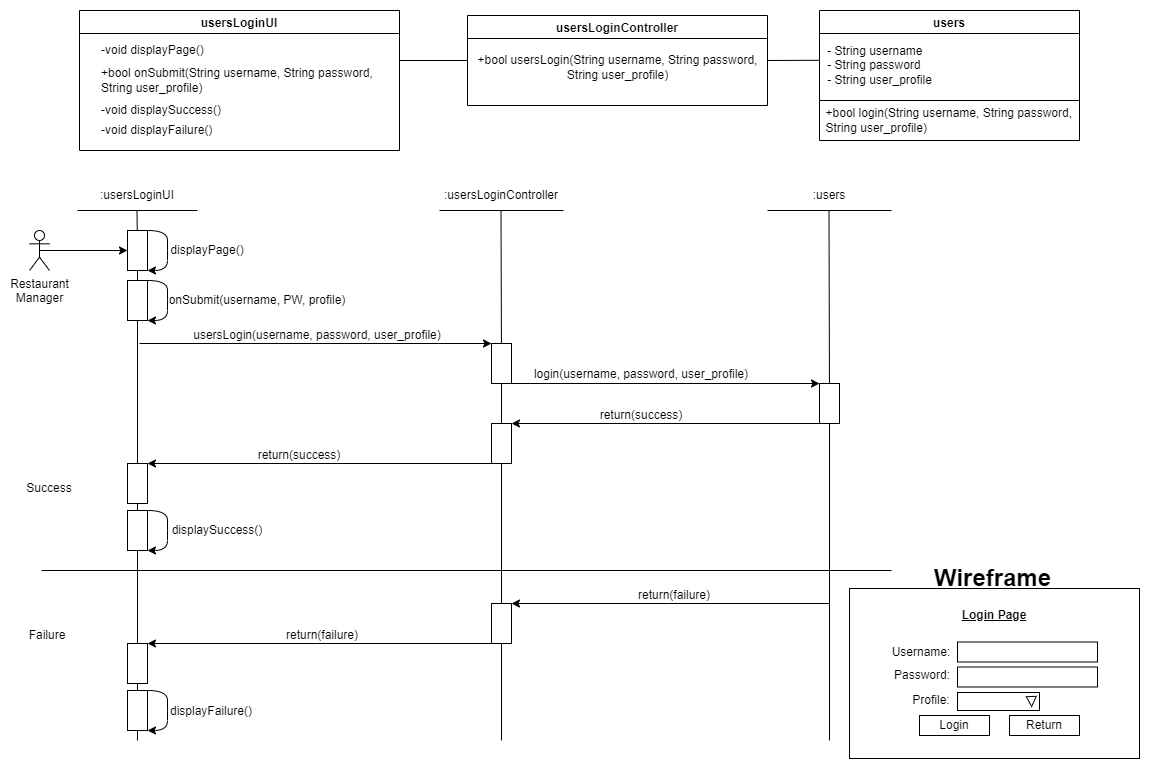 usersLoginUI
-void displayPage()
+bool onSubmit(String username, String password,
String user_profile)
-void displaySuccess()
-void displayFailure()
usersLoginController
+bool usersLogin(String username, String password,
String user_profile)
users
- String username
- String password
- String user_profile
+bool login(String username, String password,
String user_profile)
:usersLoginUI
:usersLoginController
:users
Restaurant
Manager
displayPage()
onSubmit(username, PW, profile)
usersLogin(username, password, user_profile)
login(username, password, user_profile)
return(success)
return(success)
Success
displaySuccess()
return(failure)
Failure
return(failure)
displayFailure()
Wireframe
Login Page
Username:
Password:
Profile:
Login
Return